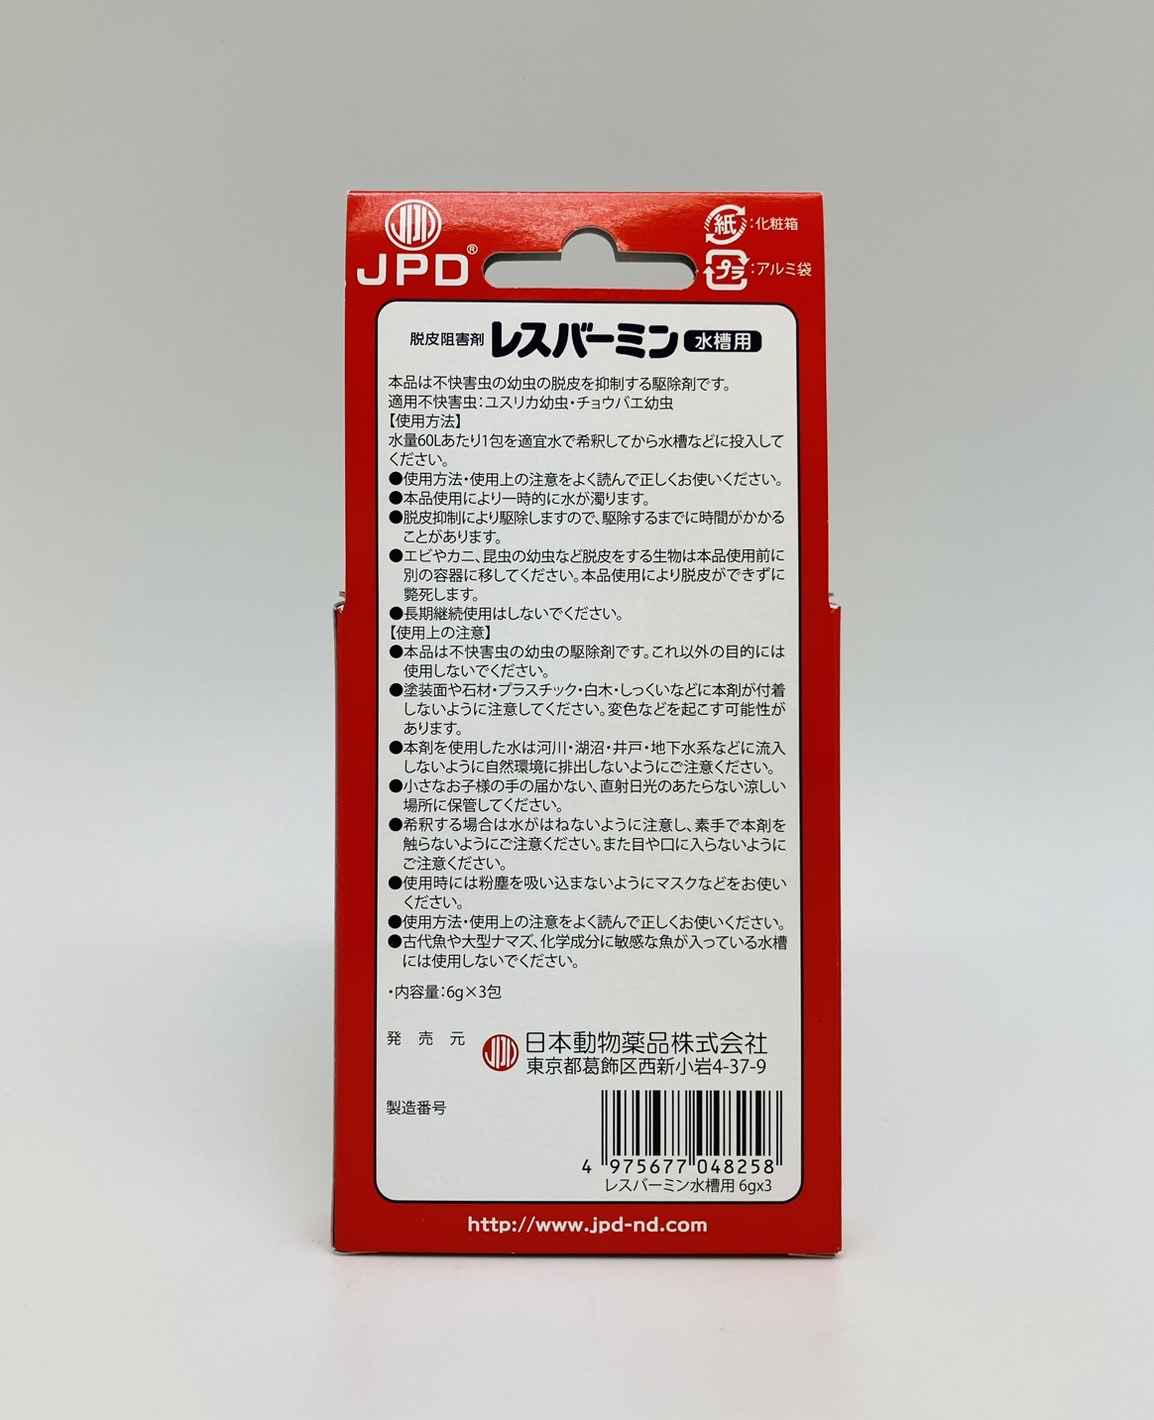 JPD®
紙:化粧箱
プラ:アルミ袋
脱皮阻害剤 レスバーミン 水槽用
本品は不快害虫の幼虫の脱皮を抑制する駆除剤です。
適用不快害虫:ユスリカ幼虫・チョウバエ幼虫
【使用方法】
水量60Lあたり1包を適宜水で希釈してから水槽などに投入して
ください。
●使用方法・使用上の注意をよく読んで正しくお使いください。
●本品使用により一時的に水が濁ります。
●脱皮抑制により駆除しますので、駆除するまでに時間がかかる
ことがあります。
●エビやカニ、昆虫の幼虫など脱皮をする生物は本品使用前に
別の容器に移してください。本品使用により脱皮ができずに
斃死します。
●長期継続使用はしないでください。
【使用上の注意】
●本品は不快害虫の幼虫の駆除剤です。これ以外の目的には
使用しないでください。
●塗装面や石材・プラスチック・白木・しっくいなどに本剤が付着
しないように注意してください。変色などを起こす可能性が
あります。
●本剤を使用した水は河川・湖沼・井戸・地下水系などに流入
しないように自然環境に排出しないようにご注意ください。
●小さなお子様の手の届かない、直射日光のあたらない涼しい
場所に保管してください。
●希釈する場合は水がはねないように注意し、素手で本剤を
触らないようにご注意ください。また目や口に入らないように
ご注意ください。
●使用時には粉塵を吸い込まないようにマスクなどをお使い
ください。
●使用方法・使用上の注意をよく読んで正しくお使いください。
●古代魚や大型ナマズ、化学成分に敏感な魚が入っている水槽
には使用しないでください。
・内容量:6g×3包
発売元 JPD 日本動物薬品株式会社
東京都葛飾区西新小岩4-37-9
製造番号
4 975677 048258
レスバーミン水槽用 6gx3
http://www.jpd-nd.com